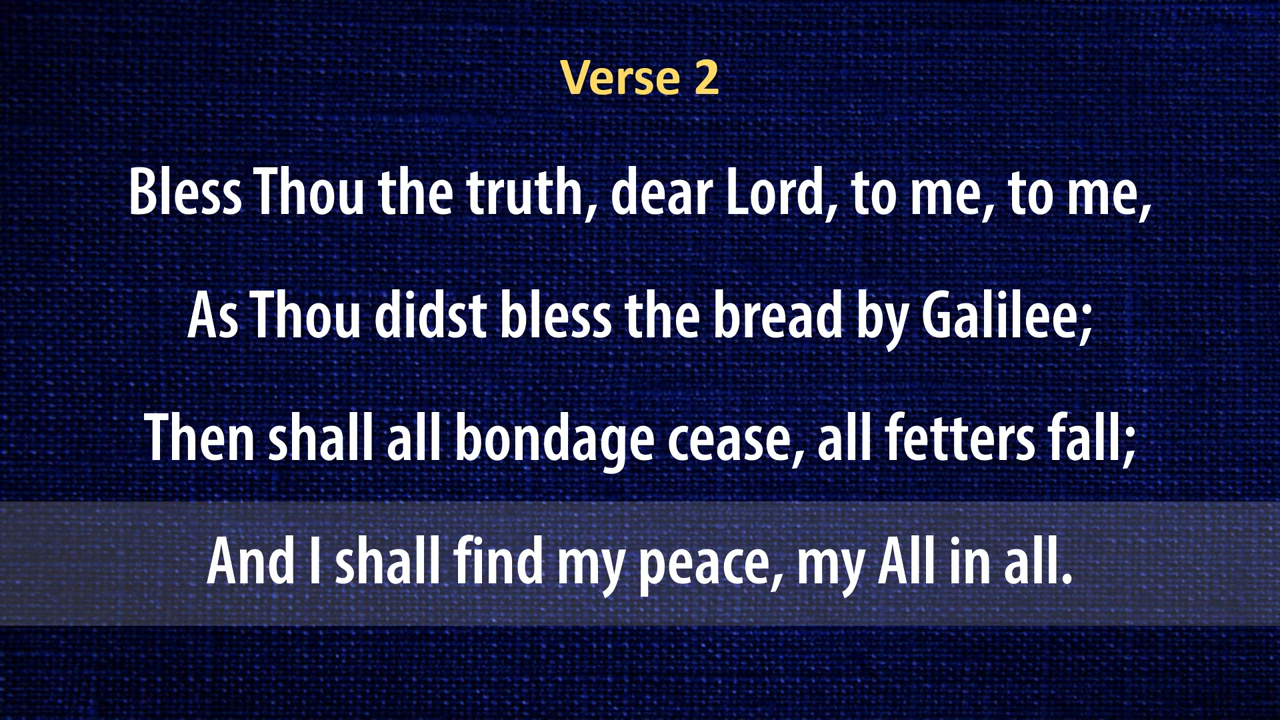 Verse 2
Bless Thou the truth, dear Lord, to me, to me,
As Thou didst bless the bread by Galilee;
Then shall all bondage cease, all fetters fall;
And I shall find my peace, my All in all.